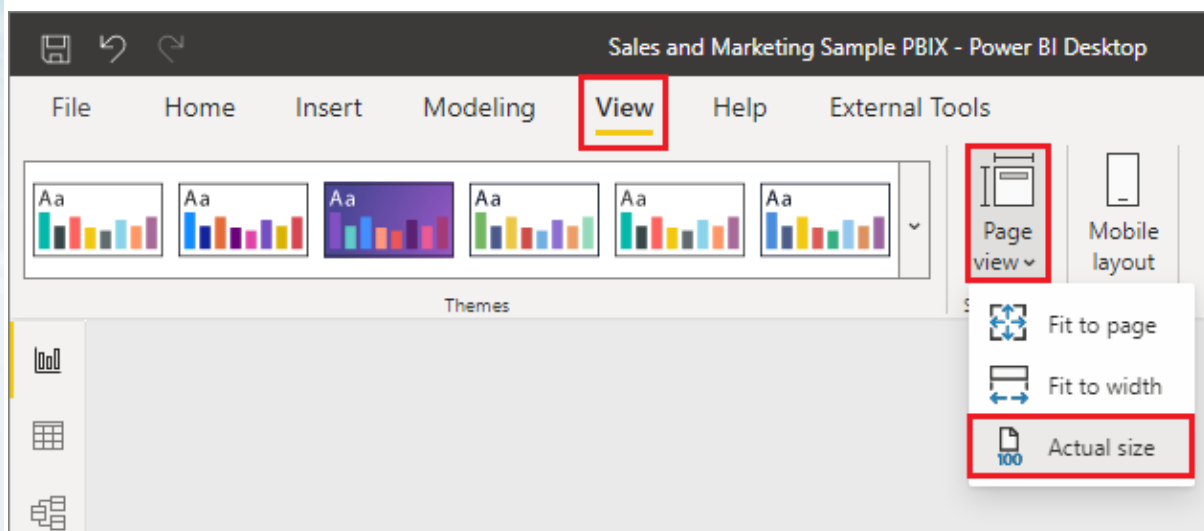 Sales and Marketing Sample PBIX - Power BI Desktop
File Home Insert Modeling View Help External Tools
Aa Aa Aa Aa Aa Aa
Page view
Mobile layout
Themes
Fit to page
Fit to width
100 Actual size